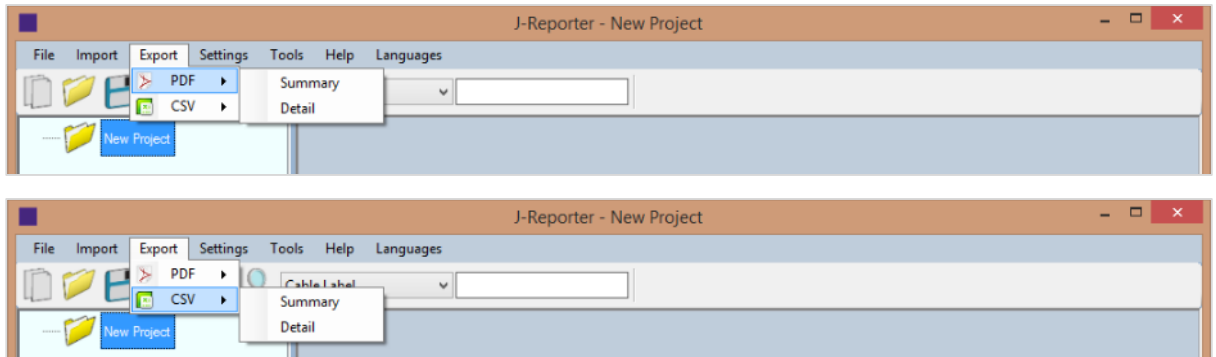 J-Reporter - New Project
File Import Export Settings Tools Help Languages
PDF Summary
CSV Detail
New Project
J-Reporter - New Project
File Import Export Settings Tools Help Languages
PDF Cable Label
CSV Summary
Detail
New Project